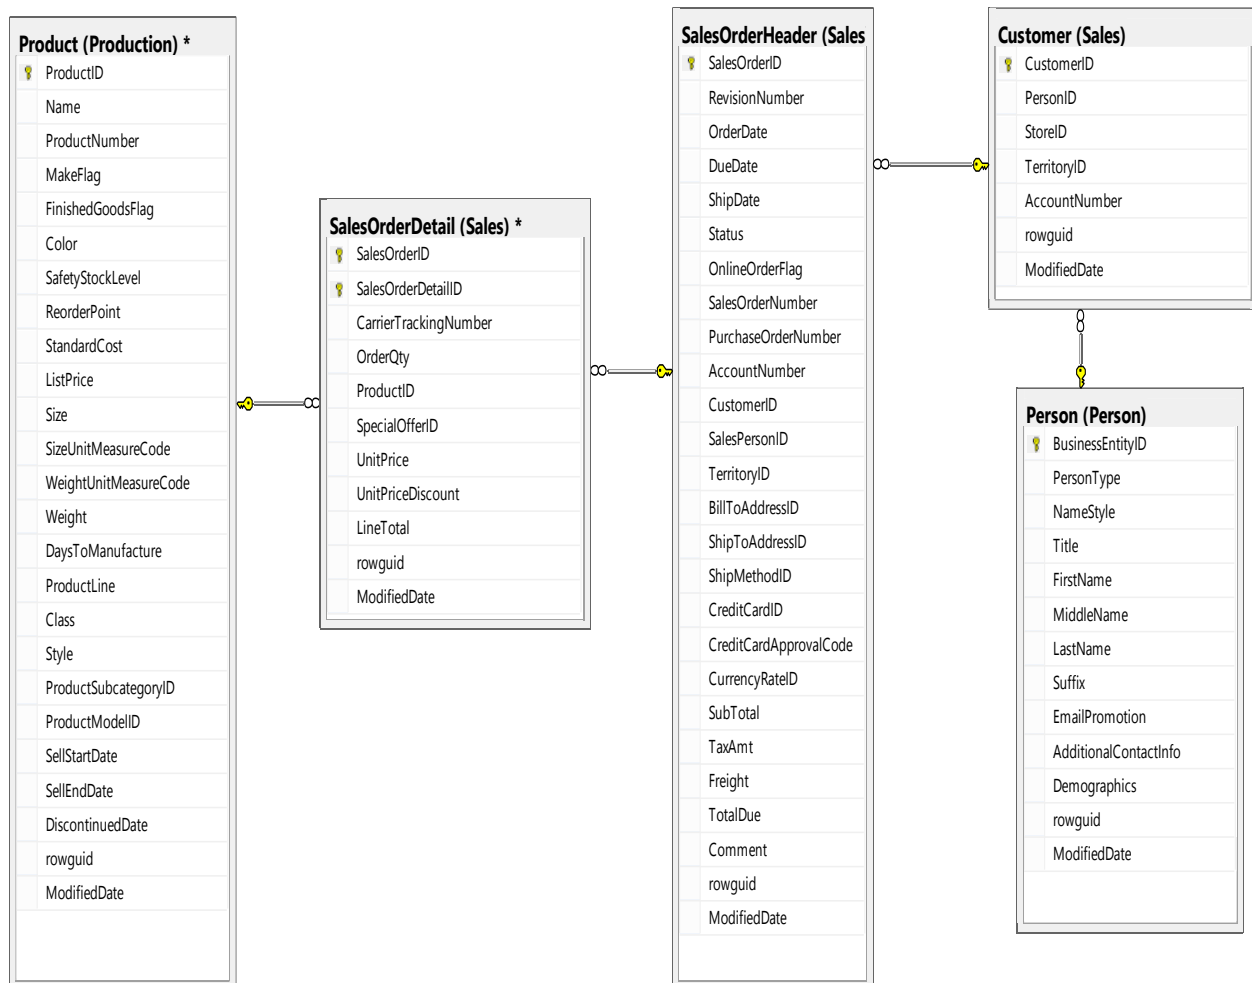 Product (Production) *
ProductID
Name
ProductNumber
MakeFlag
FinishedGoodsFlag
Color
SafetyStockLevel
ReorderPoint
StandardCost
ListPrice
Size
SizeUnitMeasureCode
WeightUnitMeasureCode
Weight
DaysToManufacture
ProductLine
Class
Style
ProductSubcategoryID
ProductModelID
SellStartDate
SellEndDate
DiscontinuedDate
rowguid
ModifiedDate
SalesOrderDetail (Sales) *
SalesOrderID
SalesOrderDetailID
CarrierTrackingNumber
OrderQty
ProductID
SpecialOfferID
UnitPrice
UnitPriceDiscount
LineTotal
rowguid
ModifiedDate
SalesOrderHeader (Sales
SalesOrderID
RevisionNumber
OrderDate
DueDate
ShipDate
Status
OnlineOrderFlag
SalesOrderNumber
PurchaseOrderNumber
AccountNumber
CustomerID
SalesPersonID
TerritoryID
BillToAddressID
ShipToAddressID
ShipMethodID
CreditCardID
CreditCardApprovalCode
CurrencyRateID
SubTotal
TaxAmt
Freight
TotalDue
Comment
rowguid
ModifiedDate
Customer (Sales)
CustomerID
PersonID
StoreID
TerritoryID
AccountNumber
rowguid
ModifiedDate
Person (Person)
BusinessEntityID
PersonType
NameStyle
Title
FirstName
MiddleName
LastName
Suffix
EmailPromotion
AdditionalContactInfo
Demographics
rowguid
ModifiedDate